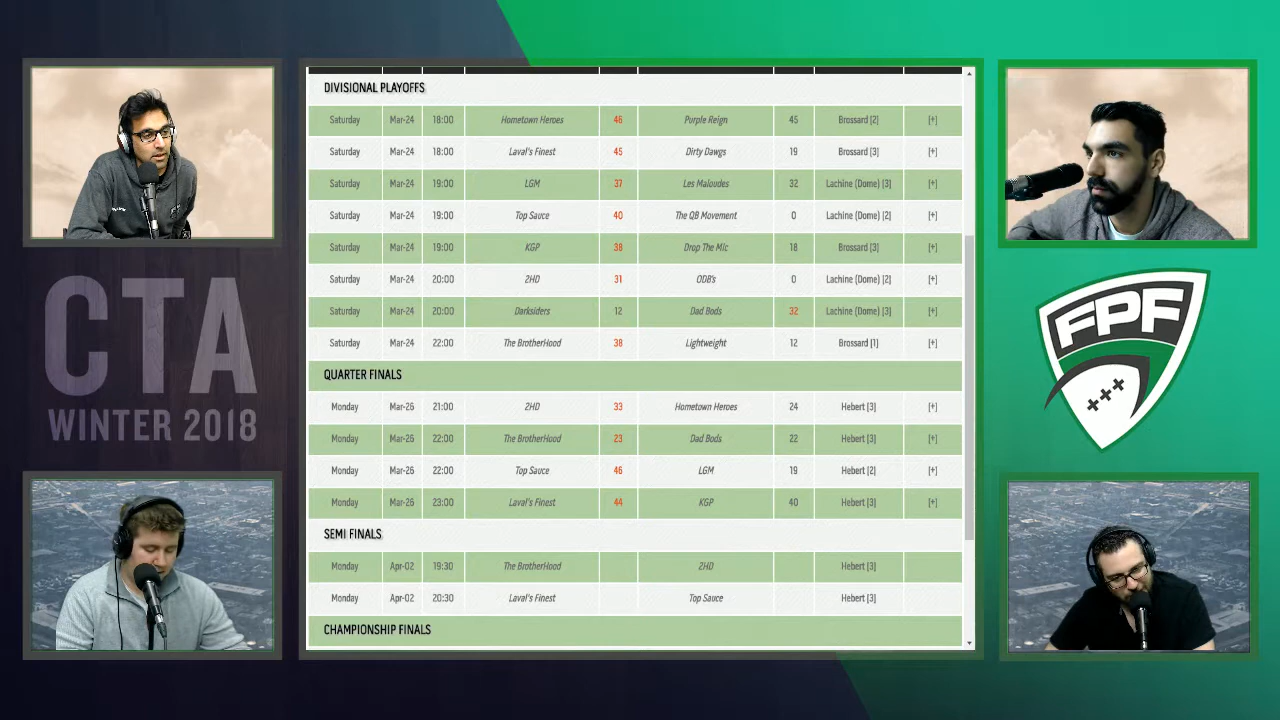 DIVISIONAL PLAYOFFS
Saturday Mar-24 18:00 Hometown Heroes 46 Purple Reign 45 Brossard [2] [+]
Saturday Mar-24 18:00 Laval's Finest 45 Dirty Dawgs 19 Brossard [3] [+]
Saturday Mar-24 19:00 LGM 37 Les Maloudes 32 Lachine (Dome) [3] [+]
Saturday Mar-24 19:00 Top Sauce 40 The QB Movement 0 Lachine (Dome) [2] [+]
Saturday Mar-24 19:00 KGP 38 Drop The Mic 18 Brossard [3] [+]
Saturday Mar-24 20:00 2HD 31 ODB's 0 Lachine (Dome) [2] [+]
Saturday Mar-24 20:00 Darksiders 12 Dad Bods 32 Lachine (Dome) [3] [+]
Saturday Mar-24 22:00 The BrotherHood 38 Lightweight 12 Brossard [1] [+]
QUARTER FINALS
Monday Mar-26 21:00 2HD 33 Hometown Heroes 24 Hebert [3] [+]
Monday Mar-26 22:00 The BrotherHood 23 Dad Bods 22 Hebert [3] [+]
Monday Mar-26 22:00 Top Sauce 46 LGM 19 Hebert [2] [+]
Monday Mar-26 23:00 Laval's Finest 44 KGP 40 Hebert [3] [+]
SEMI FINALS
Monday Apr-02 19:30 The BrotherHood 2HD Hebert [3]
Monday Apr-02 20:30 Laval's Finest Top Sauce Hebert [3]
CHAMPIONSHIP FINALS
CTA
WINTER 2018
FPF